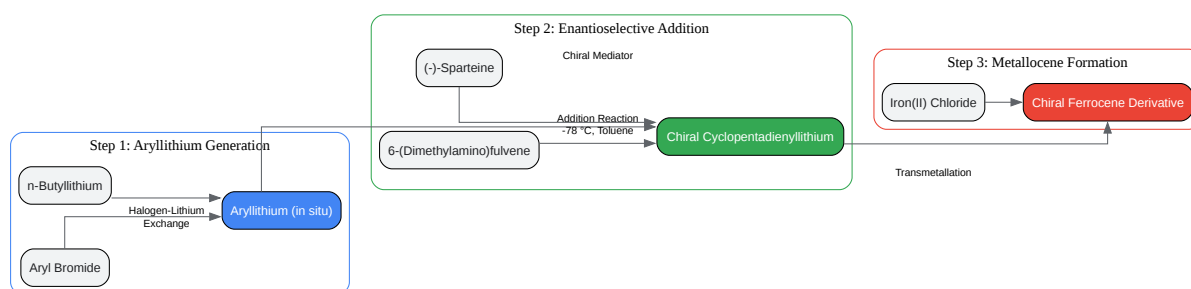 Step 1: Aryllithium Generation
n-Butyllithium
Halogen-Lithium
Exchange
Aryllithium (in situ)
Aryl Bromide
Step 2: Enantioselective Addition
(-)-Sparteine
Chiral Mediator
Addition Reaction
-78 °C, Toluene
6-(Dimethylamino)fulvene
Chiral Cyclopentadienyllithium
Step 3: Metallocene Formation
Iron(II) Chloride
Chiral Ferrocene Derivative
Transmetallation